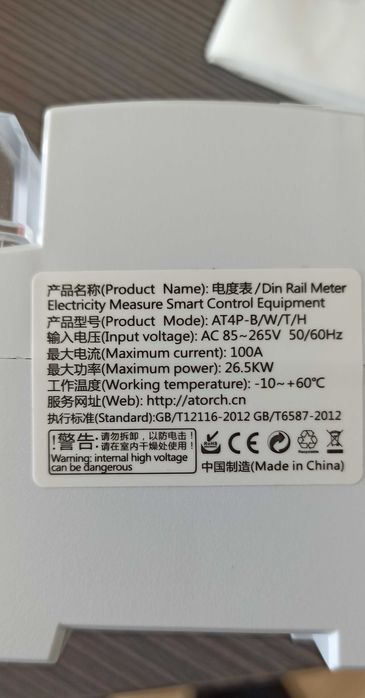 产品名称(Product Name): 电度表/Din Rail Meter
Electricity Measure Smart Control Equipment
产品型号(Product Mode): AT4P-B/W/T/H
输入电压(Input voltage): AC 85~265V 50/60Hz
最大电流(Maximum current): 100A
最大功率(Maximum power): 26.5KW
工作温度(Working temperature): -10~+60℃
服务网址(Web): http://atorch.cn
执行标准(Standard):GB/T12116-2012 GB/T6587-2012
!警告: 请勿拆卸，以防电击!
请在室内干燥处使用!
Warning: internal high voltage
can be dangerous
RoHS CE
中国制造(Made in China)